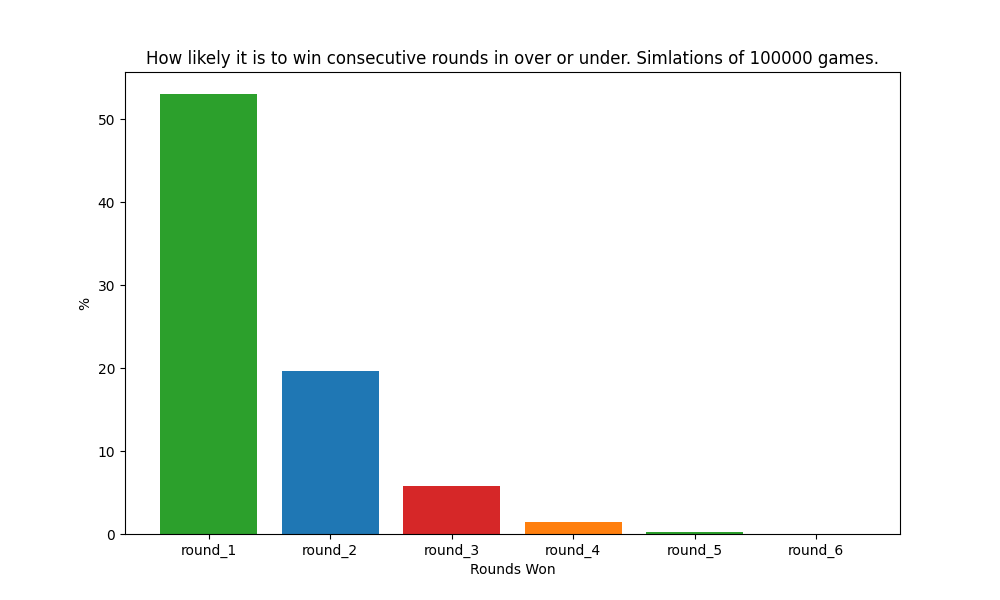 How likely it is to win consecutive rounds in over or under. Simlations of 100000 games.
50
40
30
20
10
0
%
round_1 round_2 round_3 round_4 round_5 round_6
Rounds Won